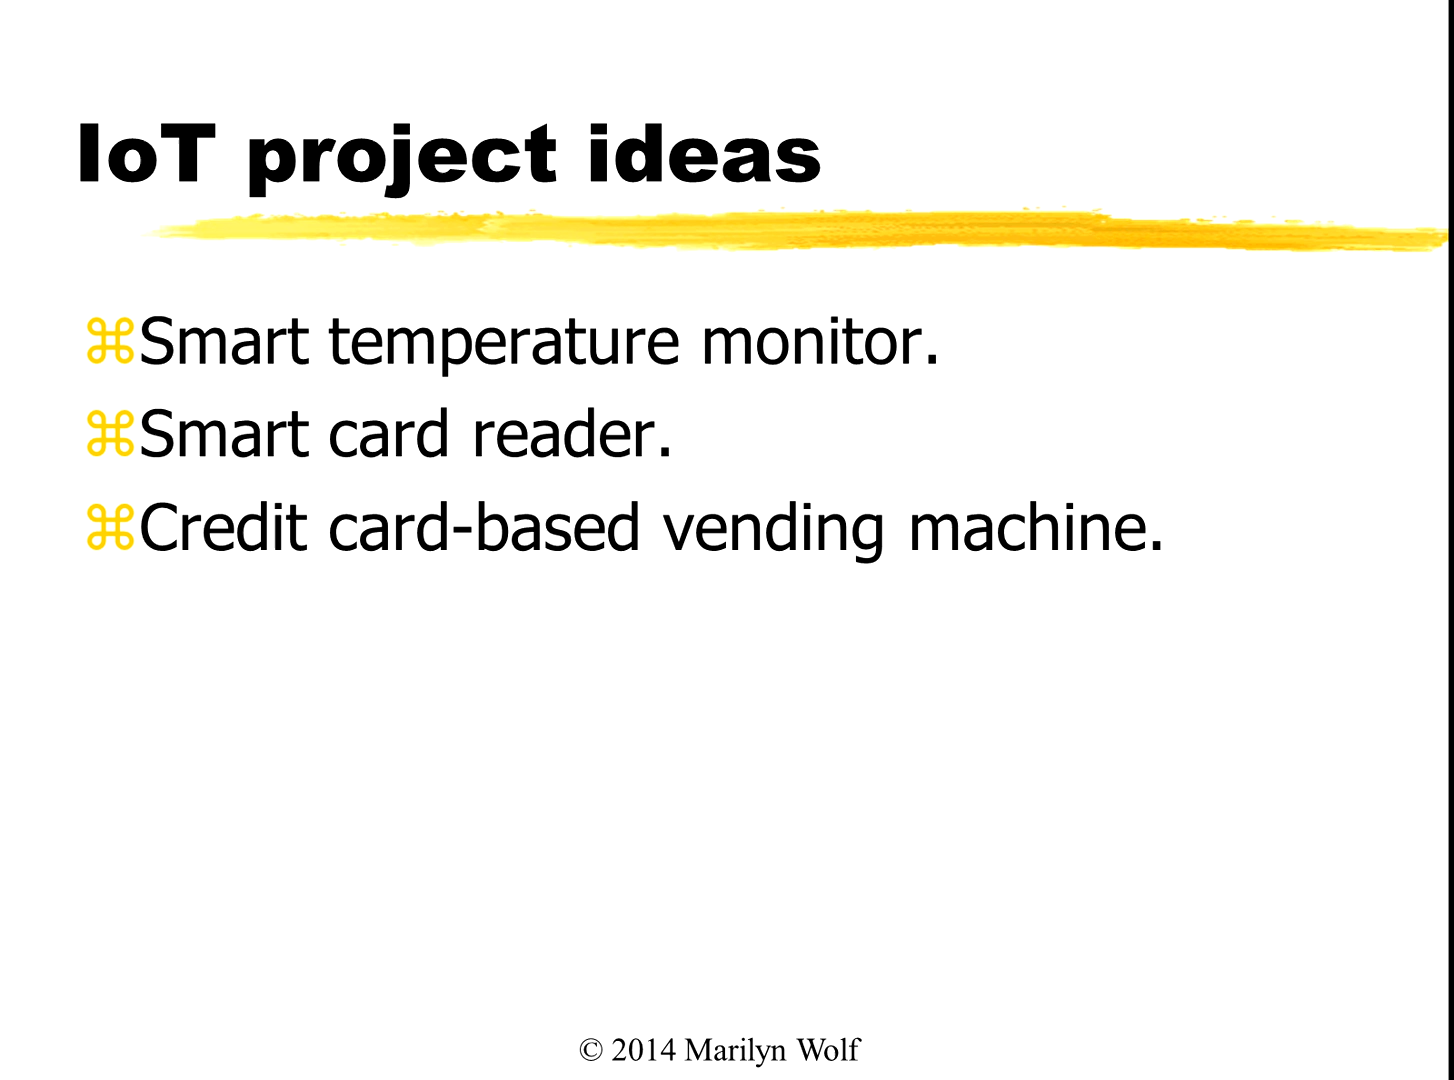 IoT project ideas
⌘Smart temperature monitor.
⌘Smart card reader.
⌘Credit card-based vending machine.
© 2014 Marilyn Wolf